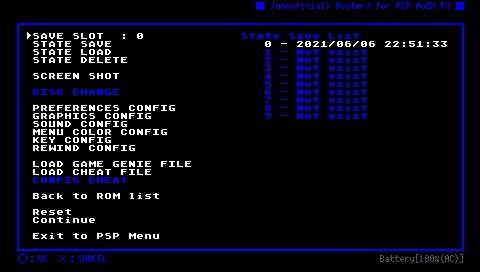 (unofficial) NesterJ for PSP AoEX R3
SAVE SLOT : 0
State Save List
STATE SAVE
0 - 2021/06/06 22:51:33
STATE LOAD
1 - Not exist
STATE DELETE
2 - Not exist
3 - Not exist
SCREEN SHOT
4 - Not exist
5 - Not exist
DISK CHANGE
6 - Not exist
7 - Not exist
PREFERENCES CONFIG
8 - Not exist
GRAPHICS CONFIG
9 - Not exist
SOUND CONFIG
MENU COLOR CONFIG
KEY CONFIG
REWIND CONFIG
LOAD GAME GENIE FILE
LOAD CHEAT FILE
CONFIG CHEAT
Back to ROM list
Reset
Continue
Exit to PSP Menu
○:OK ×:CANCEL
Battery[100%(AC)]